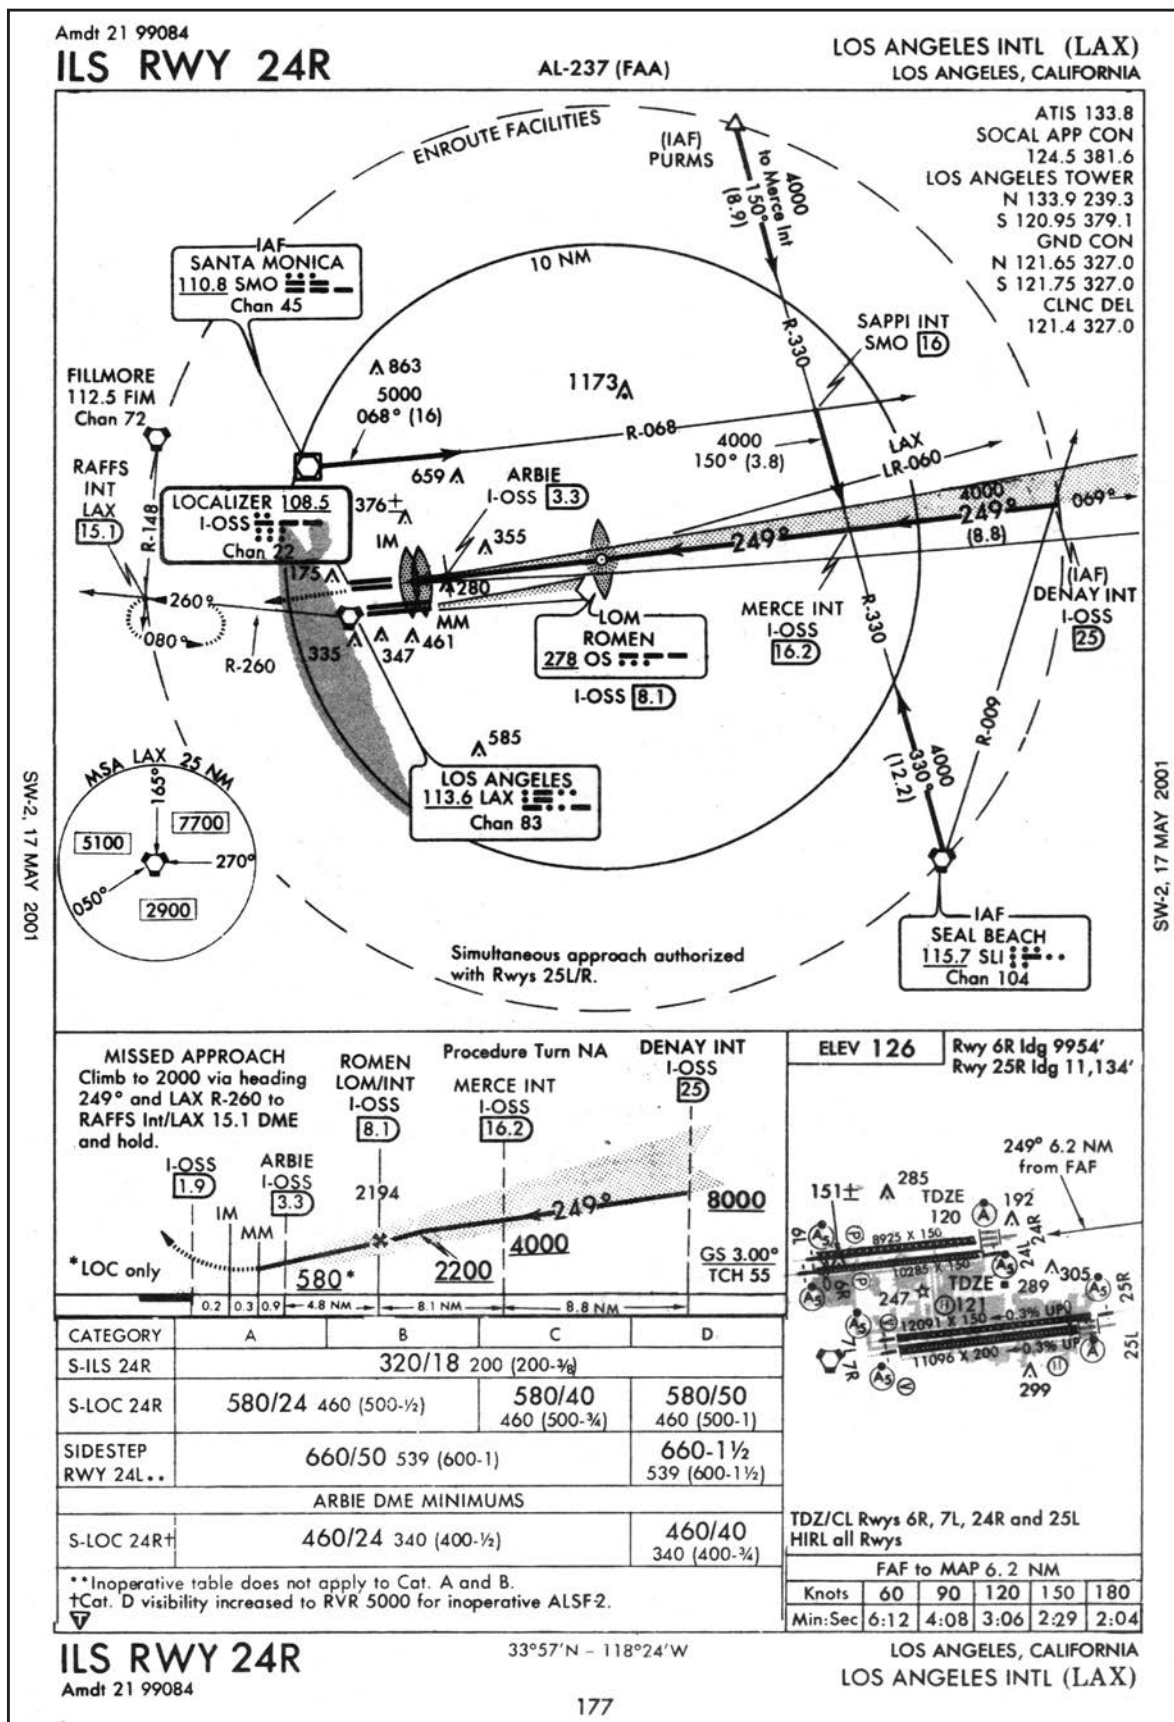 Amdt 21 99084
ILS RWY 24R
AL-237 (FAA)
LOS ANGELES INTL (LAX)
LOS ANGELES, CALIFORNIA
ATIS 133.8
SOCAL APP CON
124.5 381.6
LOS ANGELES TOWER
N 133.9 239.3
S 120.95 379.1
GND CON
N 121.65 327.0
S 121.75 327.0
CLNC DEL
121.4 327.0
ENROUTE FACILITIES
(IAF)
PURMS
4000
to Merce Int
150°
(8.9)
IAF
SANTA MONICA
110.8 SMO
Chan 45
10 NM
R-330
SAPPI INT
SMO 16
FILLMORE
112.5 FIM
Chan 72
863
5000
068° (16)
1173
R-068
4000
150° (3.8)
LAX
LR-060
RAFFS
INT
LAX
15.1
R-148
659
ARBIE
I-OSS 3.3
LOCALIZER 108.5
I-OSS
Chan 22
376±
IM
355
4000
249°
249°
(8.8)
069°
175
280
MM
(IAF)
DENAY INT
I-OSS
25
260°
080°
R-260
335
347
461
LOM
ROMEN
278 OS
I-OSS 8.1
MERCE INT
I-OSS
16.2
R-330
R-009
585
LOS ANGELES
113.6 LAX
Chan 83
4000
330°
(12.2)
MSA LAX 25 NM
165°
7700
5100
270°
050°
2900
IAF
SEAL BEACH
115.7 SLI
Chan 104
Simultaneous approach authorized
with Rwys 25L/R.
SW-2, 17 MAY 2001
SW-2, 17 MAY 2001
MISSED APPROACH
Climb to 2000 via heading
249° and LAX R-260 to
RAFFS Int/LAX 15.1 DME
and hold.
ROMEN
LOM/INT
I-OSS
8.1
Procedure Turn NA
MERCE INT
I-OSS
16.2
DENAY INT
I-OSS
25
I-OSS
1.9
ARBIE
I-OSS
3.3
IM
MM
2194
249°
8000
4000
2200
580*
*LOC only
GS 3.00°
TCH 55
0.2 0.3 0.9 4.8 NM 8.1 NM 8.8 NM
ELEV 126
Rwy 6R ldg 9954'
Rwy 25R ldg 11,134'
249° 6.2 NM
from FAF
151±
285
TDZE
120
A
192
8925 X 150
24R
24L
10285 X 150
6R
TDZE
121
289
305
247
25R
12091 X 150 0.3% UP
11096 X 200 0.3% UP
25L
7L
7R
299
TDZ/CL Rwys 6R, 7L, 24R and 25L
HIRL all Rwys
FAF to MAP 6.2 NM
Knots 60 90 120 150 180
Min:Sec 6:12 4:08 3:06 2:29 2:04
CATEGORY A B C D
S-ILS 24R 320/18 200 (200-⅜)
S-LOC 24R 580/24 460 (500-½) 580/40 460 (500-¾) 580/50 460 (500-1)
SIDESTEP RWY 24L** 660/50 539 (600-1) 660-1½ 539 (600-1½)
ARBIE DME MINIMUMS
S-LOC 24R† 460/24 340 (400-½) 460/40 340 (400-¾)
**Inoperative table does not apply to Cat. A and B.
†Cat. D visibility increased to RVR 5000 for inoperative ALSF-2.
T
ILS RWY 24R
Amdt 21 99084
33°57'N – 118°24'W
LOS ANGELES, CALIFORNIA
LOS ANGELES INTL (LAX)
177